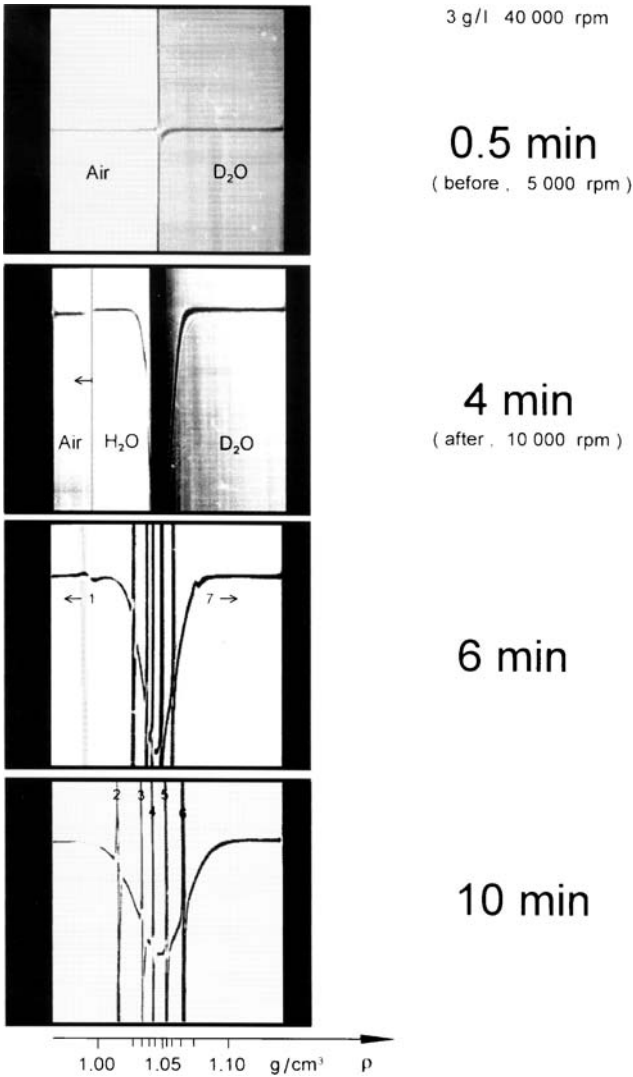 3 g/l 40 000 rpm
Air D₂O
0.5 min
( before , 5 000 rpm )
Air H₂O D₂O
4 min
( after , 10 000 rpm )
← 1 7 →
6 min
2 3 4 5 6
10 min
1.00 1.05 1.10 g/cm³ ρ